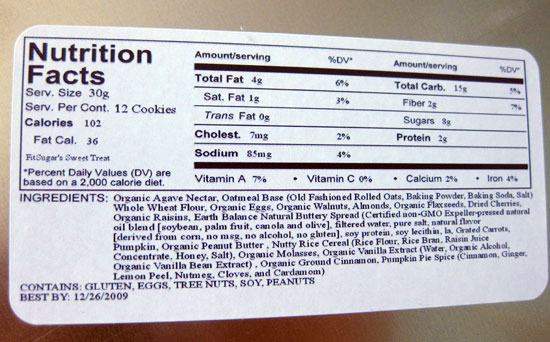 Nutrition
Facts
Serv. Size 30g
Serv. Per Cont. 12 Cookies
Calories 102
Fat Cal. 36
FitSugar's Sweet Treat
*Percent Daily Values (DV) are
based on a 2,000 calorie diet.
Amount/serving %DV*
Total Fat 4g 6%
Sat. Fat 1g 3%
Trans Fat 0g
Cholest. 7mg 2%
Sodium 85mg 4%
Amount/serving %DV*
Total Carb. 15g 5%
Fiber 2g 7%
Sugars 8g
Protein 2g
Vitamin A 7% • Vitamin C 0% • Calcium 2% • Iron 4%
INGREDIENTS: Organic Agave Nectar, Oatmeal Base (Old Fashioned Rolled Oats, Baking Powder, Baking Soda, Salt)
Whole Wheat Flour, Organic Eggs, Organic Walnuts, Almonds, Organic Flaxseeds, Dried Cherries,
Organic Raisins, Earth Balance Natural Buttery Spread (Certified non-GMO Expeller-pressed natural
oil blend [soybean, palm fruit, canola and olive], filtered water, pure salt, natural flavor
[derived from corn, no msg, no alcohol, no gluten], soy protein, soy lecithin, la, Grated Carrots,
Pumpkin, Organic Peanut Butter , Nutty Rice Cereal (Rice Flour, Rice Bran, Raisin Juice
Concentrate, Honey, Salt), Organic Molasses, Organic Vanilla Extract (Water, Organic Alcohol,
Organic Vanilla Bean Extract) , Organic Ground Cinnamon, Pumpkin Pie Spice (Cinnamon, Ginger,
Lemon Peel, Nutmeg, Cloves, and Cardamom)
CONTAINS: GLUTEN, EGGS, TREE NUTS, SOY, PEANUTS
BEST BY: 12/26/2009